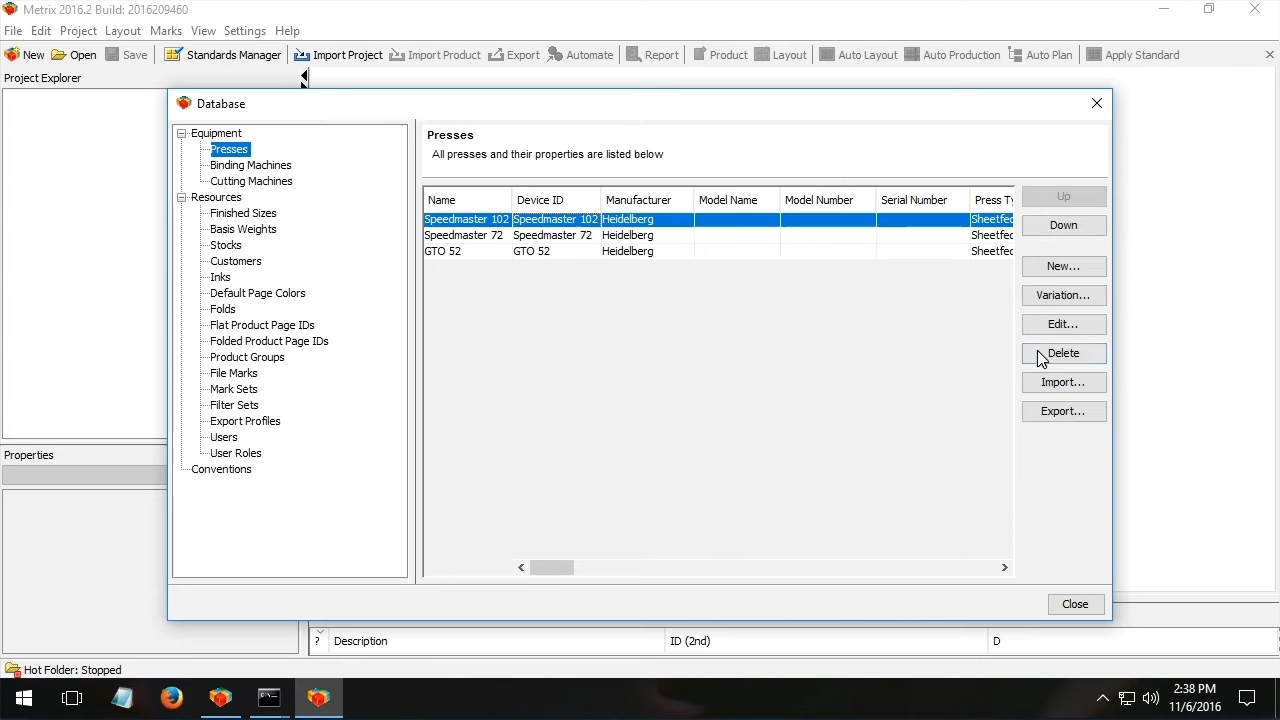 Metrix 2016.2 Build: 2016209460
File Edit Project Layout Marks View Settings Help
New Open Save Standards Manager Import Project Import Product Export Automate Report Product Layout Auto Layout Auto Production Auto Plan Apply Standard
Project Explorer
Database
Equipment
Presses
Binding Machines
Cutting Machines
Resources
Finished Sizes
Basis Weights
Stocks
Customers
Inks
Default Page Colors
Folds
Flat Product Page IDs
Folded Product Page IDs
Product Groups
File Marks
Mark Sets
Filter Sets
Export Profiles
Users
User Roles
Conventions
Presses
All presses and their properties are listed below
Name Device ID Manufacturer Model Name Model Number Serial Number Press Ty
Speedmaster 102 Speedmaster 102 Heidelberg Sheetfed
Speedmaster 72 Speedmaster 72 Heidelberg Sheetfed
GTO 52 GTO 52 Heidelberg Sheetfed
Up
Down
New...
Variation...
Edit...
Delete
Import...
Export...
Close
Properties
? Description ID (2nd) D
Hot Folder: Stopped
2:38 PM
11/6/2016